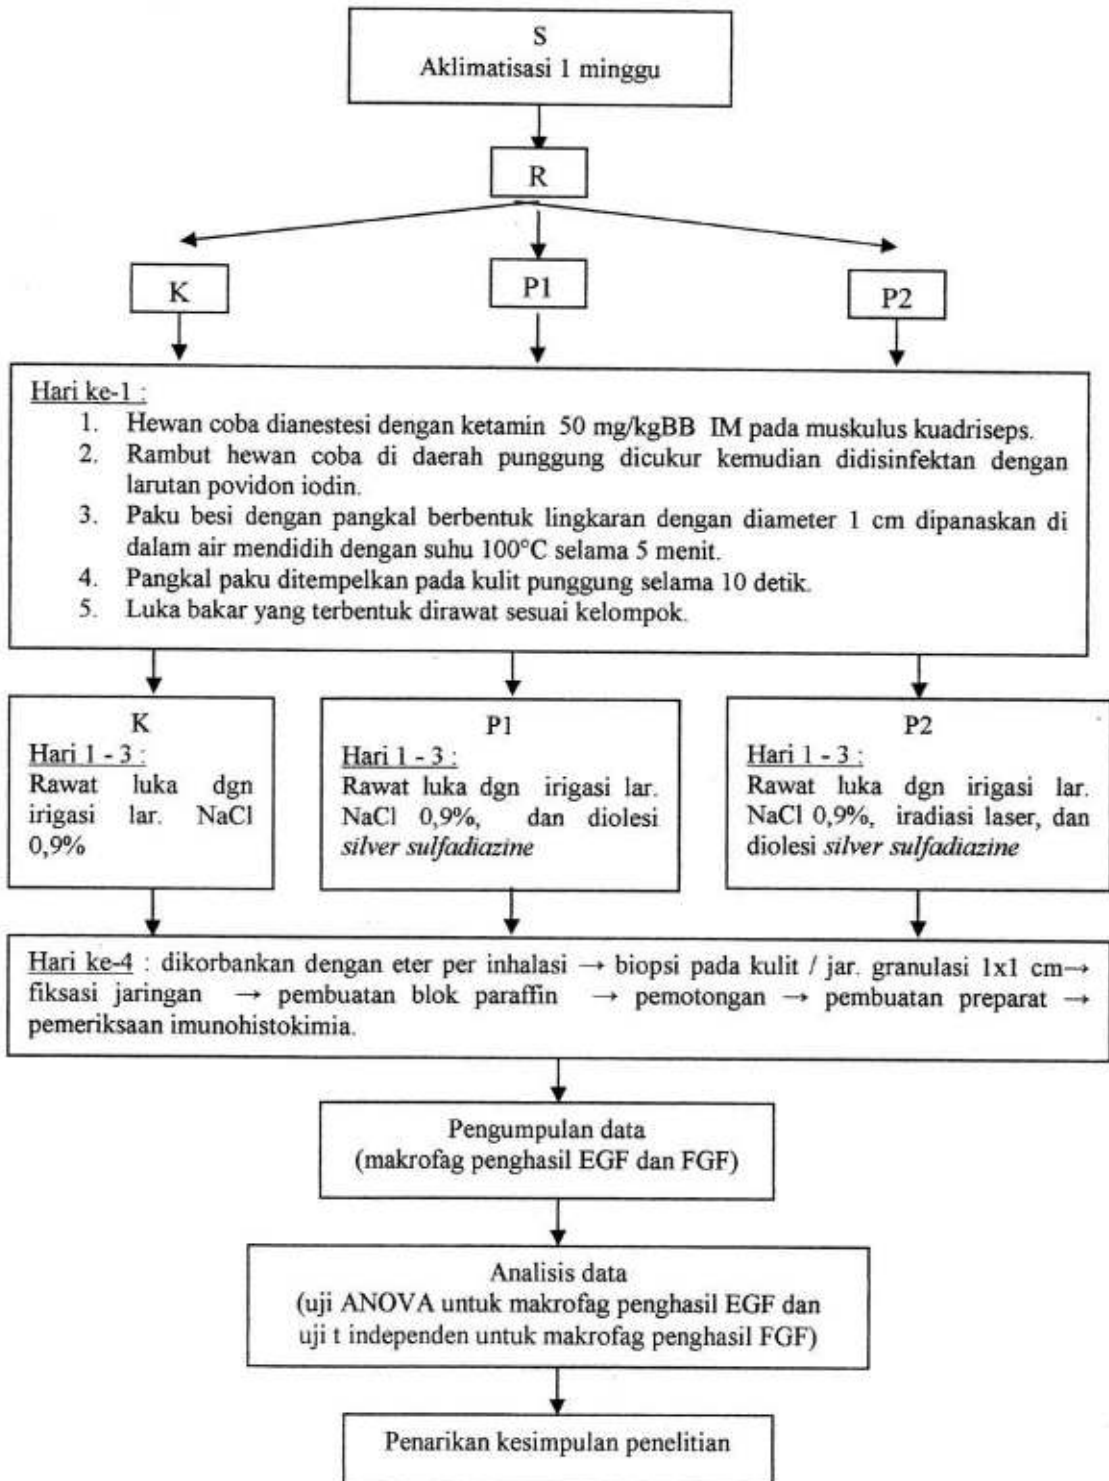 S
Aklimatisasi 1 minggu
R
K
P1
P2
Hari ke-1 :
1. Hewan coba dianestesi dengan ketamin 50 mg/kgBB IM pada muskulus kuadriseps.
2. Rambut hewan coba di daerah punggung dicukur kemudian didisinfektan dengan
larutan povidon iodin.
3. Paku besi dengan pangkal berbentuk lingkaran dengan diameter 1 cm dipanaskan di
dalam air mendidih dengan suhu 100°C selama 5 menit.
4. Pangkal paku ditempelkan pada kulit punggung selama 10 detik.
5. Luka bakar yang terbentuk dirawat sesuai kelompok.
K
Hari 1 - 3 :
Rawat luka dgn
irigasi lar. NaCl
0,9%
P1
Hari 1 - 3 :
Rawat luka dgn irigasi lar.
NaCl 0,9%, dan diolesi
silver sulfadiazine
P2
Hari 1 - 3 :
Rawat luka dgn irigasi lar.
NaCl 0,9%, iradiasi laser, dan
diolesi silver sulfadiazine
Hari ke-4 : dikorbankan dengan eter per inhalasi → biopsi pada kulit / jar. granulasi 1x1 cm→
fiksasi jaringan → pembuatan blok paraffin → pemotongan → pembuatan preparat →
pemeriksaan imunohistokimia.
Pengumpulan data
(makrofag penghasil EGF dan FGF)
Analisis data
(uji ANOVA untuk makrofag penghasil EGF dan
uji t independen untuk makrofag penghasil FGF)
Penarikan kesimpulan penelitian